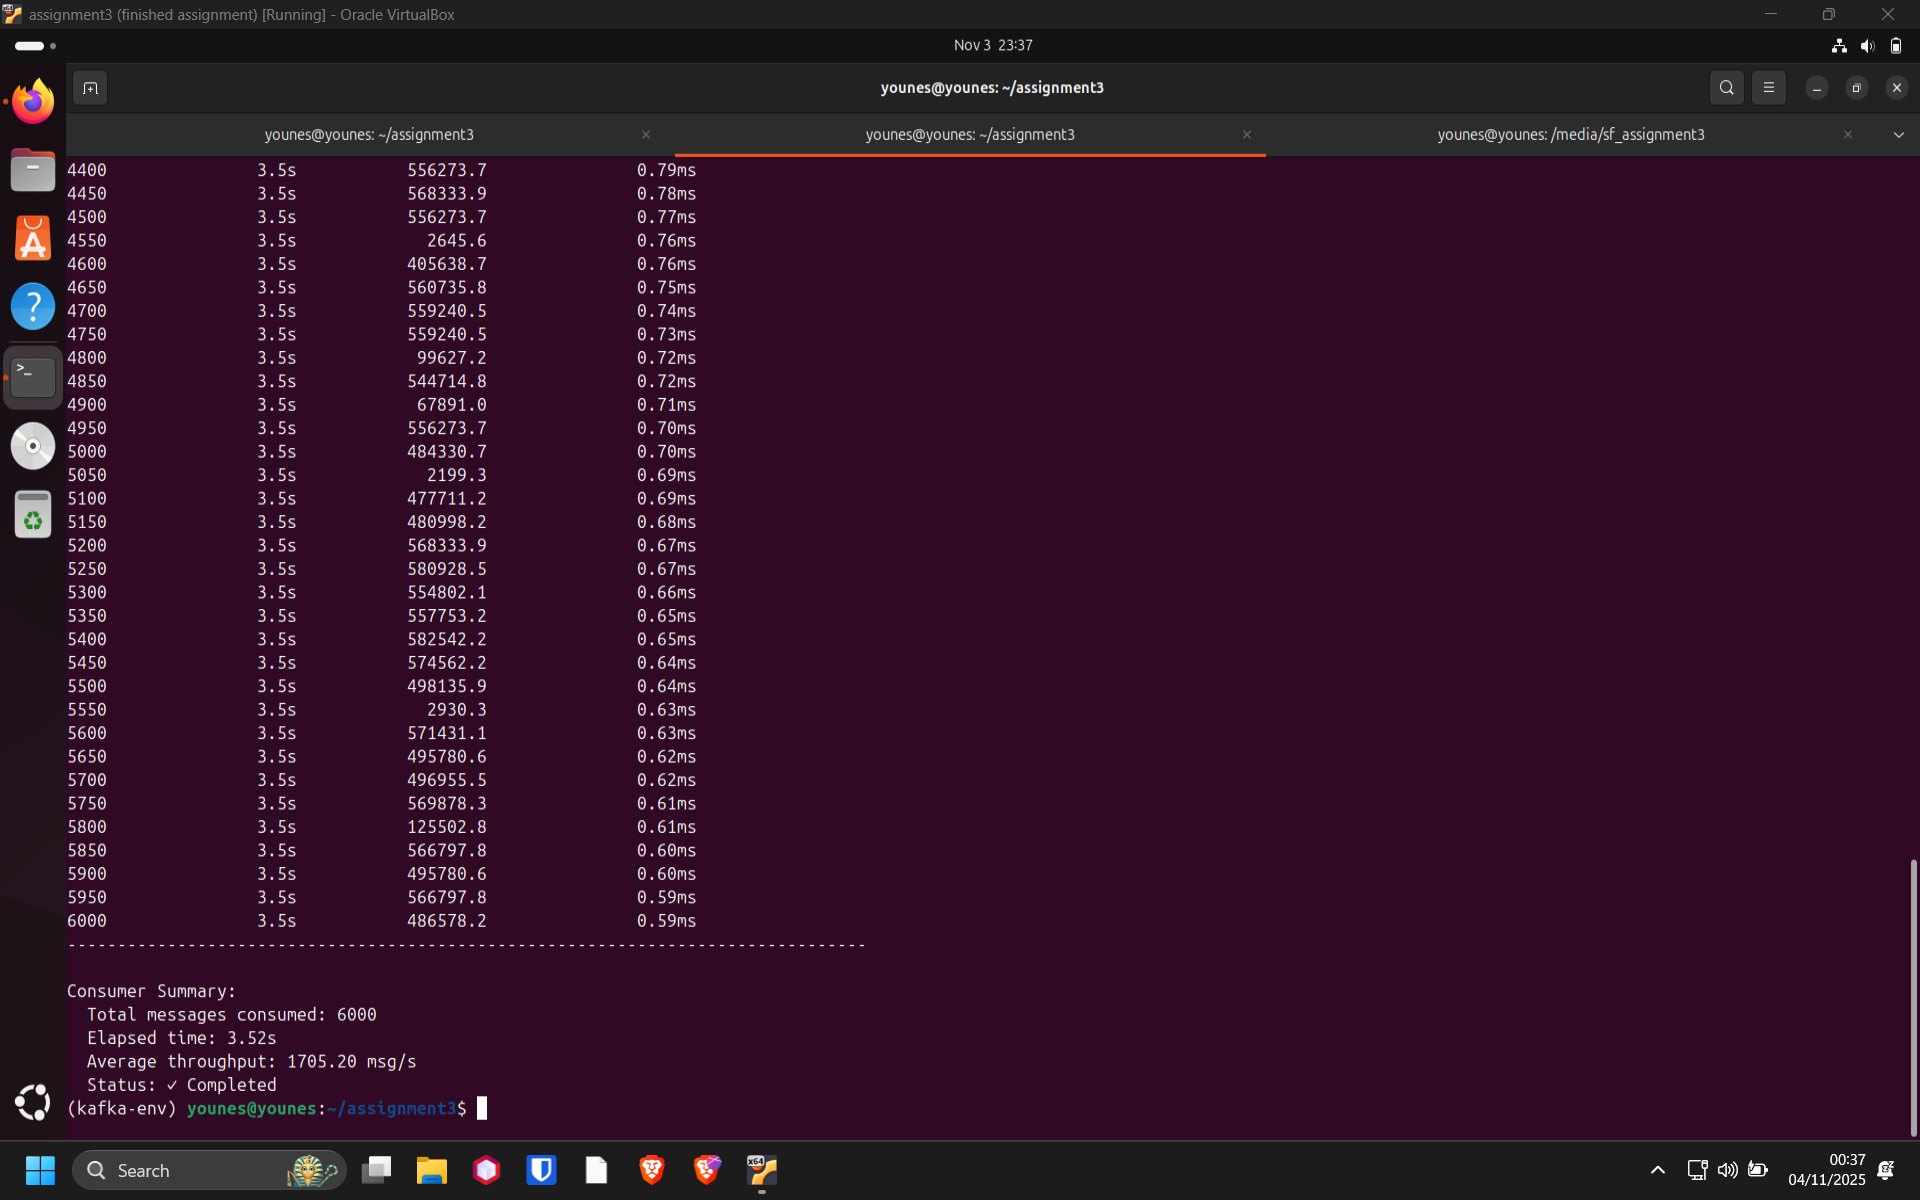 assignment3 (finished assignment) [Running] - Oracle VirtualBox
Nov 3 23:37
younes@younes: ~/assignment3
younes@younes: ~/assignment3
younes@younes: ~/assignment3
younes@younes: /media/sf_assignment3
4400 3.5s 556273.7 0.79ms
4450 3.5s 568333.9 0.78ms
4500 3.5s 556273.7 0.77ms
4550 3.5s 2645.6 0.76ms
4600 3.5s 405638.7 0.76ms
4650 3.5s 560735.8 0.75ms
4700 3.5s 559240.5 0.74ms
4750 3.5s 559240.5 0.73ms
4800 3.5s 99627.2 0.72ms
4850 3.5s 544714.8 0.72ms
4900 3.5s 67891.0 0.71ms
4950 3.5s 556273.7 0.70ms
5000 3.5s 484330.7 0.70ms
5050 3.5s 2199.3 0.69ms
5100 3.5s 477711.2 0.69ms
5150 3.5s 480998.2 0.68ms
5200 3.5s 568333.9 0.67ms
5250 3.5s 580928.5 0.67ms
5300 3.5s 554802.1 0.66ms
5350 3.5s 557753.2 0.65ms
5400 3.5s 582542.2 0.65ms
5450 3.5s 574562.2 0.64ms
5500 3.5s 498135.9 0.64ms
5550 3.5s 2930.3 0.63ms
5600 3.5s 571431.1 0.63ms
5650 3.5s 495780.6 0.62ms
5700 3.5s 496955.5 0.62ms
5750 3.5s 569878.3 0.61ms
5800 3.5s 125502.8 0.61ms
5850 3.5s 566797.8 0.60ms
5900 3.5s 495780.6 0.60ms
5950 3.5s 566797.8 0.59ms
6000 3.5s 486578.2 0.59ms
--------------------------------------------------------------------------------
Consumer Summary:
Total messages consumed: 6000
Elapsed time: 3.52s
Average throughput: 1705.20 msg/s
Status: ✓ Completed
(kafka-env) younes@younes:~/assignment3$
Search
x64
00:37
04/11/2025